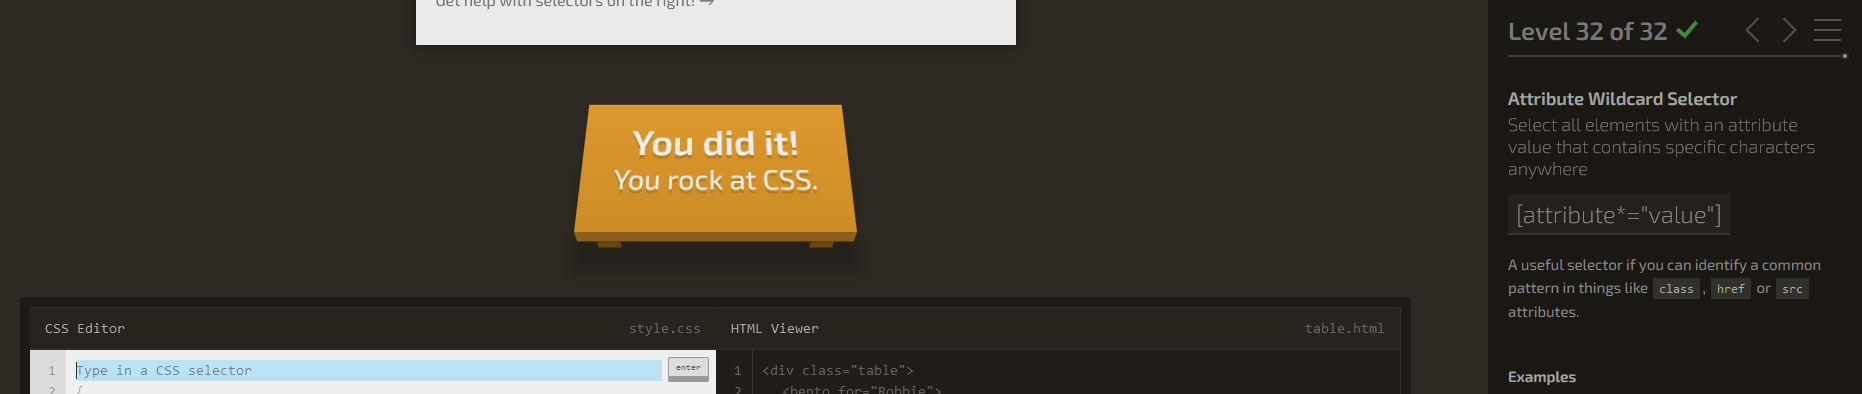 Get help with selectors on the right! →
You did it!
You rock at CSS.
CSS Editor
style.css
HTML Viewer
table.html
1
Type in a CSS selector
enter
2
{
1
<div class="table">
2
<bento for="Robbie">
Level 32 of 32
Attribute Wildcard Selector
Select all elements with an attribute
value that contains specific characters
anywhere
[attribute*="value"]
A useful selector if you can identify a common
pattern in things like class , href or src
attributes.
Examples